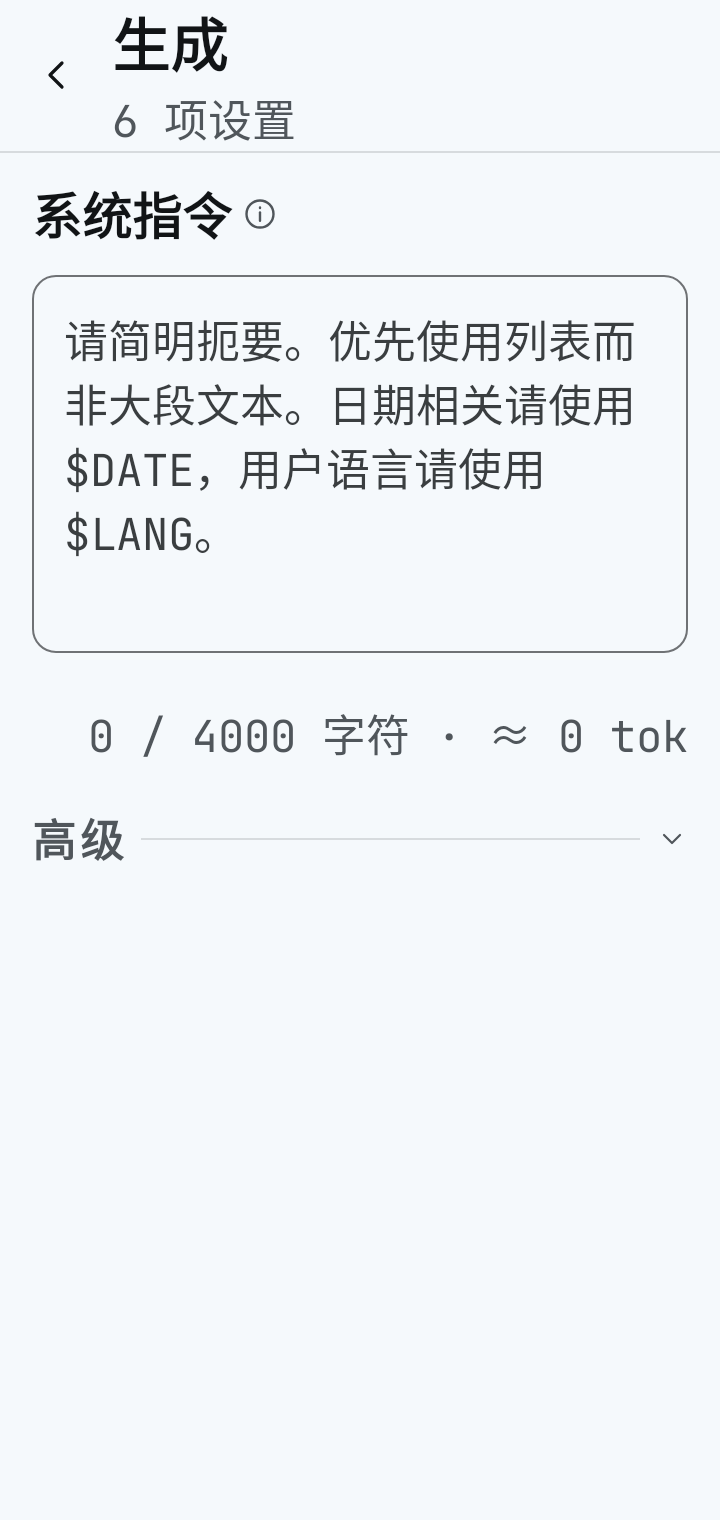 生成
6 项设置
系统指令
请简明扼要。优先使用列表而
非大段文本。日期相关请使用
$DATE，用户语言请使用
$LANG。
0 / 4000 字符 · ≈ 0 tok
高级